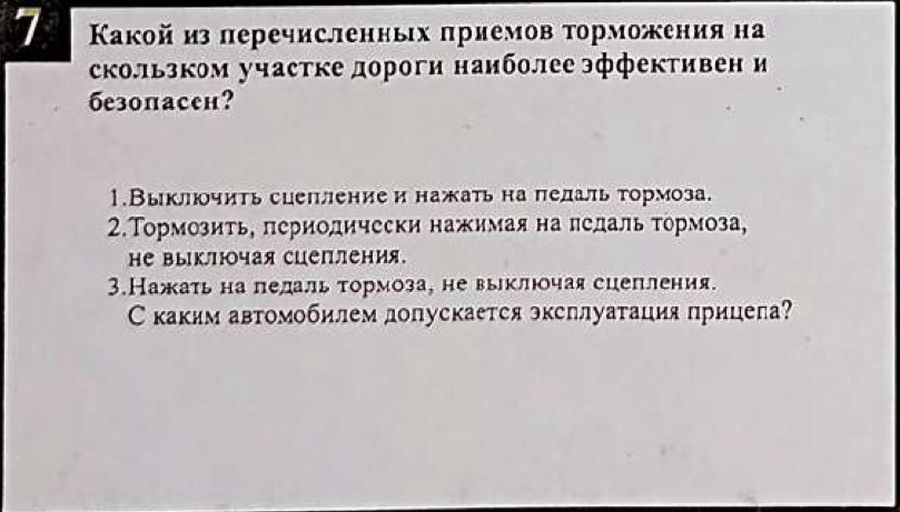 7
Какой из перечисленных приемов торможения на
скользком участке дороги наиболее эффективен и
безопасен?
1.Выключить сцепление и нажать на педаль тормоза.
2.Тормозить, периодически нажимая на педаль тормоза,
не выключая сцепления.
3.Нажать на педаль тормоза, не выключая сцепления.
С каким автомобилем допускается эксплуатация прицепа?